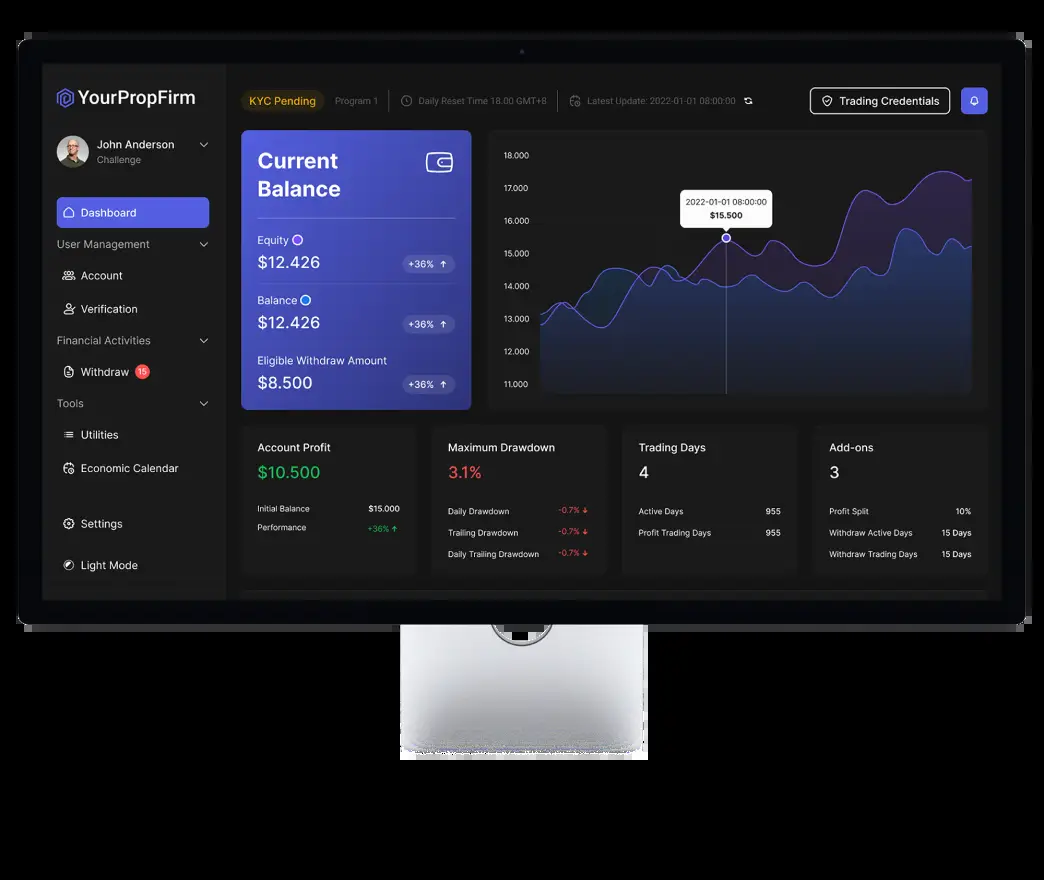 YourPropFirm
John Anderson
Challenge
Dashboard
User Management
Account
Verification
Financial Activities
Withdraw 15
Tools
Utilities
Economic Calendar
Settings
Light Mode
KYC Pending Program 1 Daily Reset Time 18.00 GMT+8 Latest Update: 2022-01-01 08:00:00 Trading Credentials
Current
Balance
Equity
$12.426 +36%
Balance
$12.426 +36%
Eligible Withdraw Amount
$8.500 +36%
18.000
17.000
16.000
15.000
14.000
13.000
12.000
11.000
2022-01-01 08:00:00
$15.500
Account Profit
$10.500
Initial Balance $15.000
Performance +36%
Maximum Drawdown
3.1%
Daily Drawdown -0.7%
Trailing Drawdown -0.7%
Daily Trailing Drawdown -0.7%
Trading Days
4
Active Days 955
Profit Trading Days 955
Add-ons
3
Profit Split 10%
Withdraw Active Days 15 Days
Withdraw Trading Days 15 Days